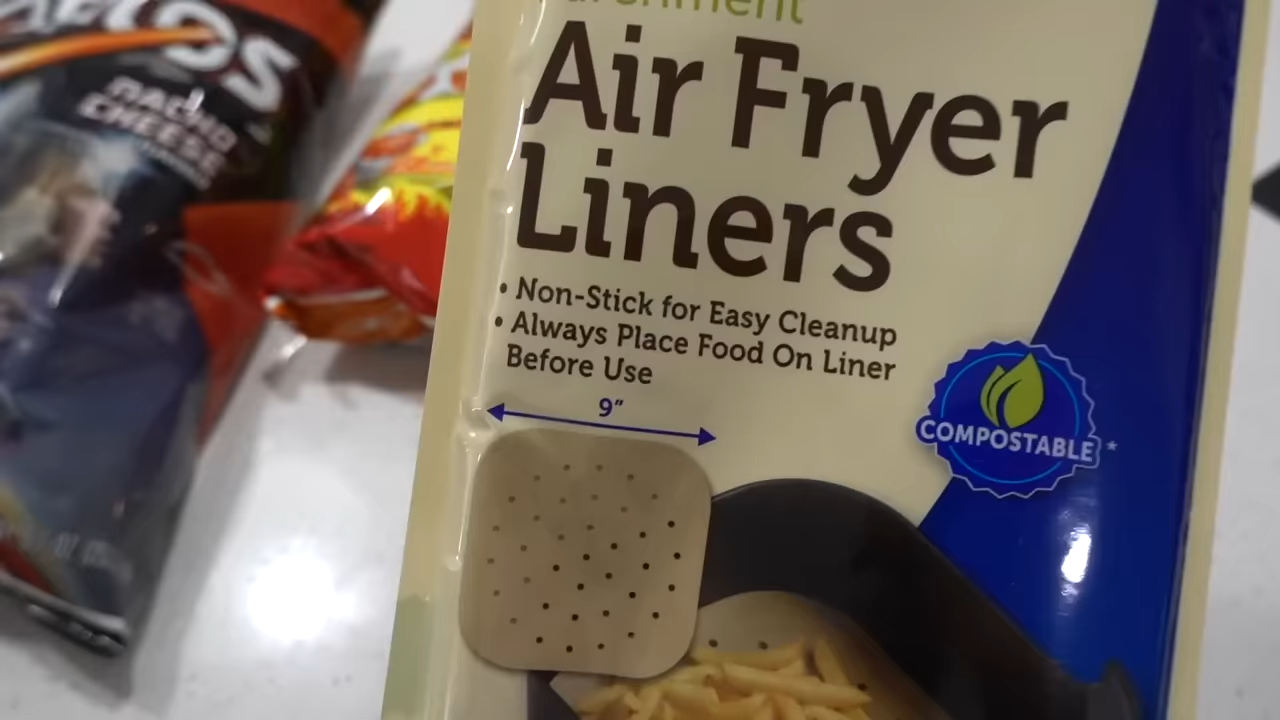 NACHO
CHEESE
Air Fryer
Liners
• Non-Stick for Easy Cleanup
• Always Place Food On Liner
Before Use
9"
COMPOSTABLE*